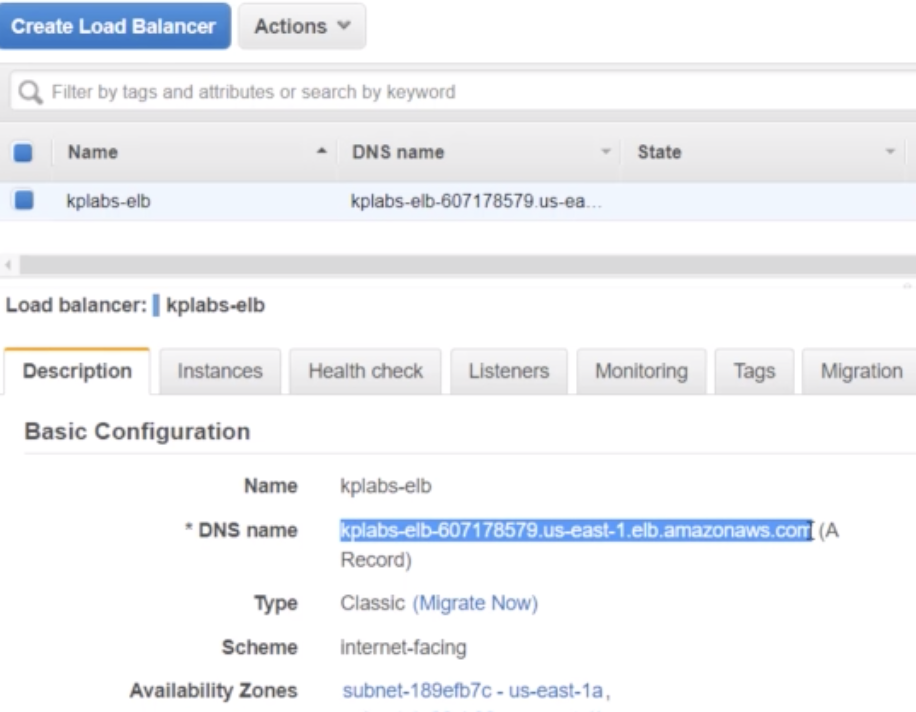 Create Load Balancer Actions
Filter by tags and attributes or search by keyword
Name DNS name State
kplabs-elb kplabs-elb-607178579.us-ea...
Load balancer: kplabs-elb
Description Instances Health check Listeners Monitoring Tags Migration
Basic Configuration
Name kplabs-elb
* DNS name kplabs-elb-607178579.us-east-1.elb.amazonaws.com (A
Record)
Type Classic (Migrate Now)
Scheme internet-facing
Availability Zones subnet-189efb7c - us-east-1a,